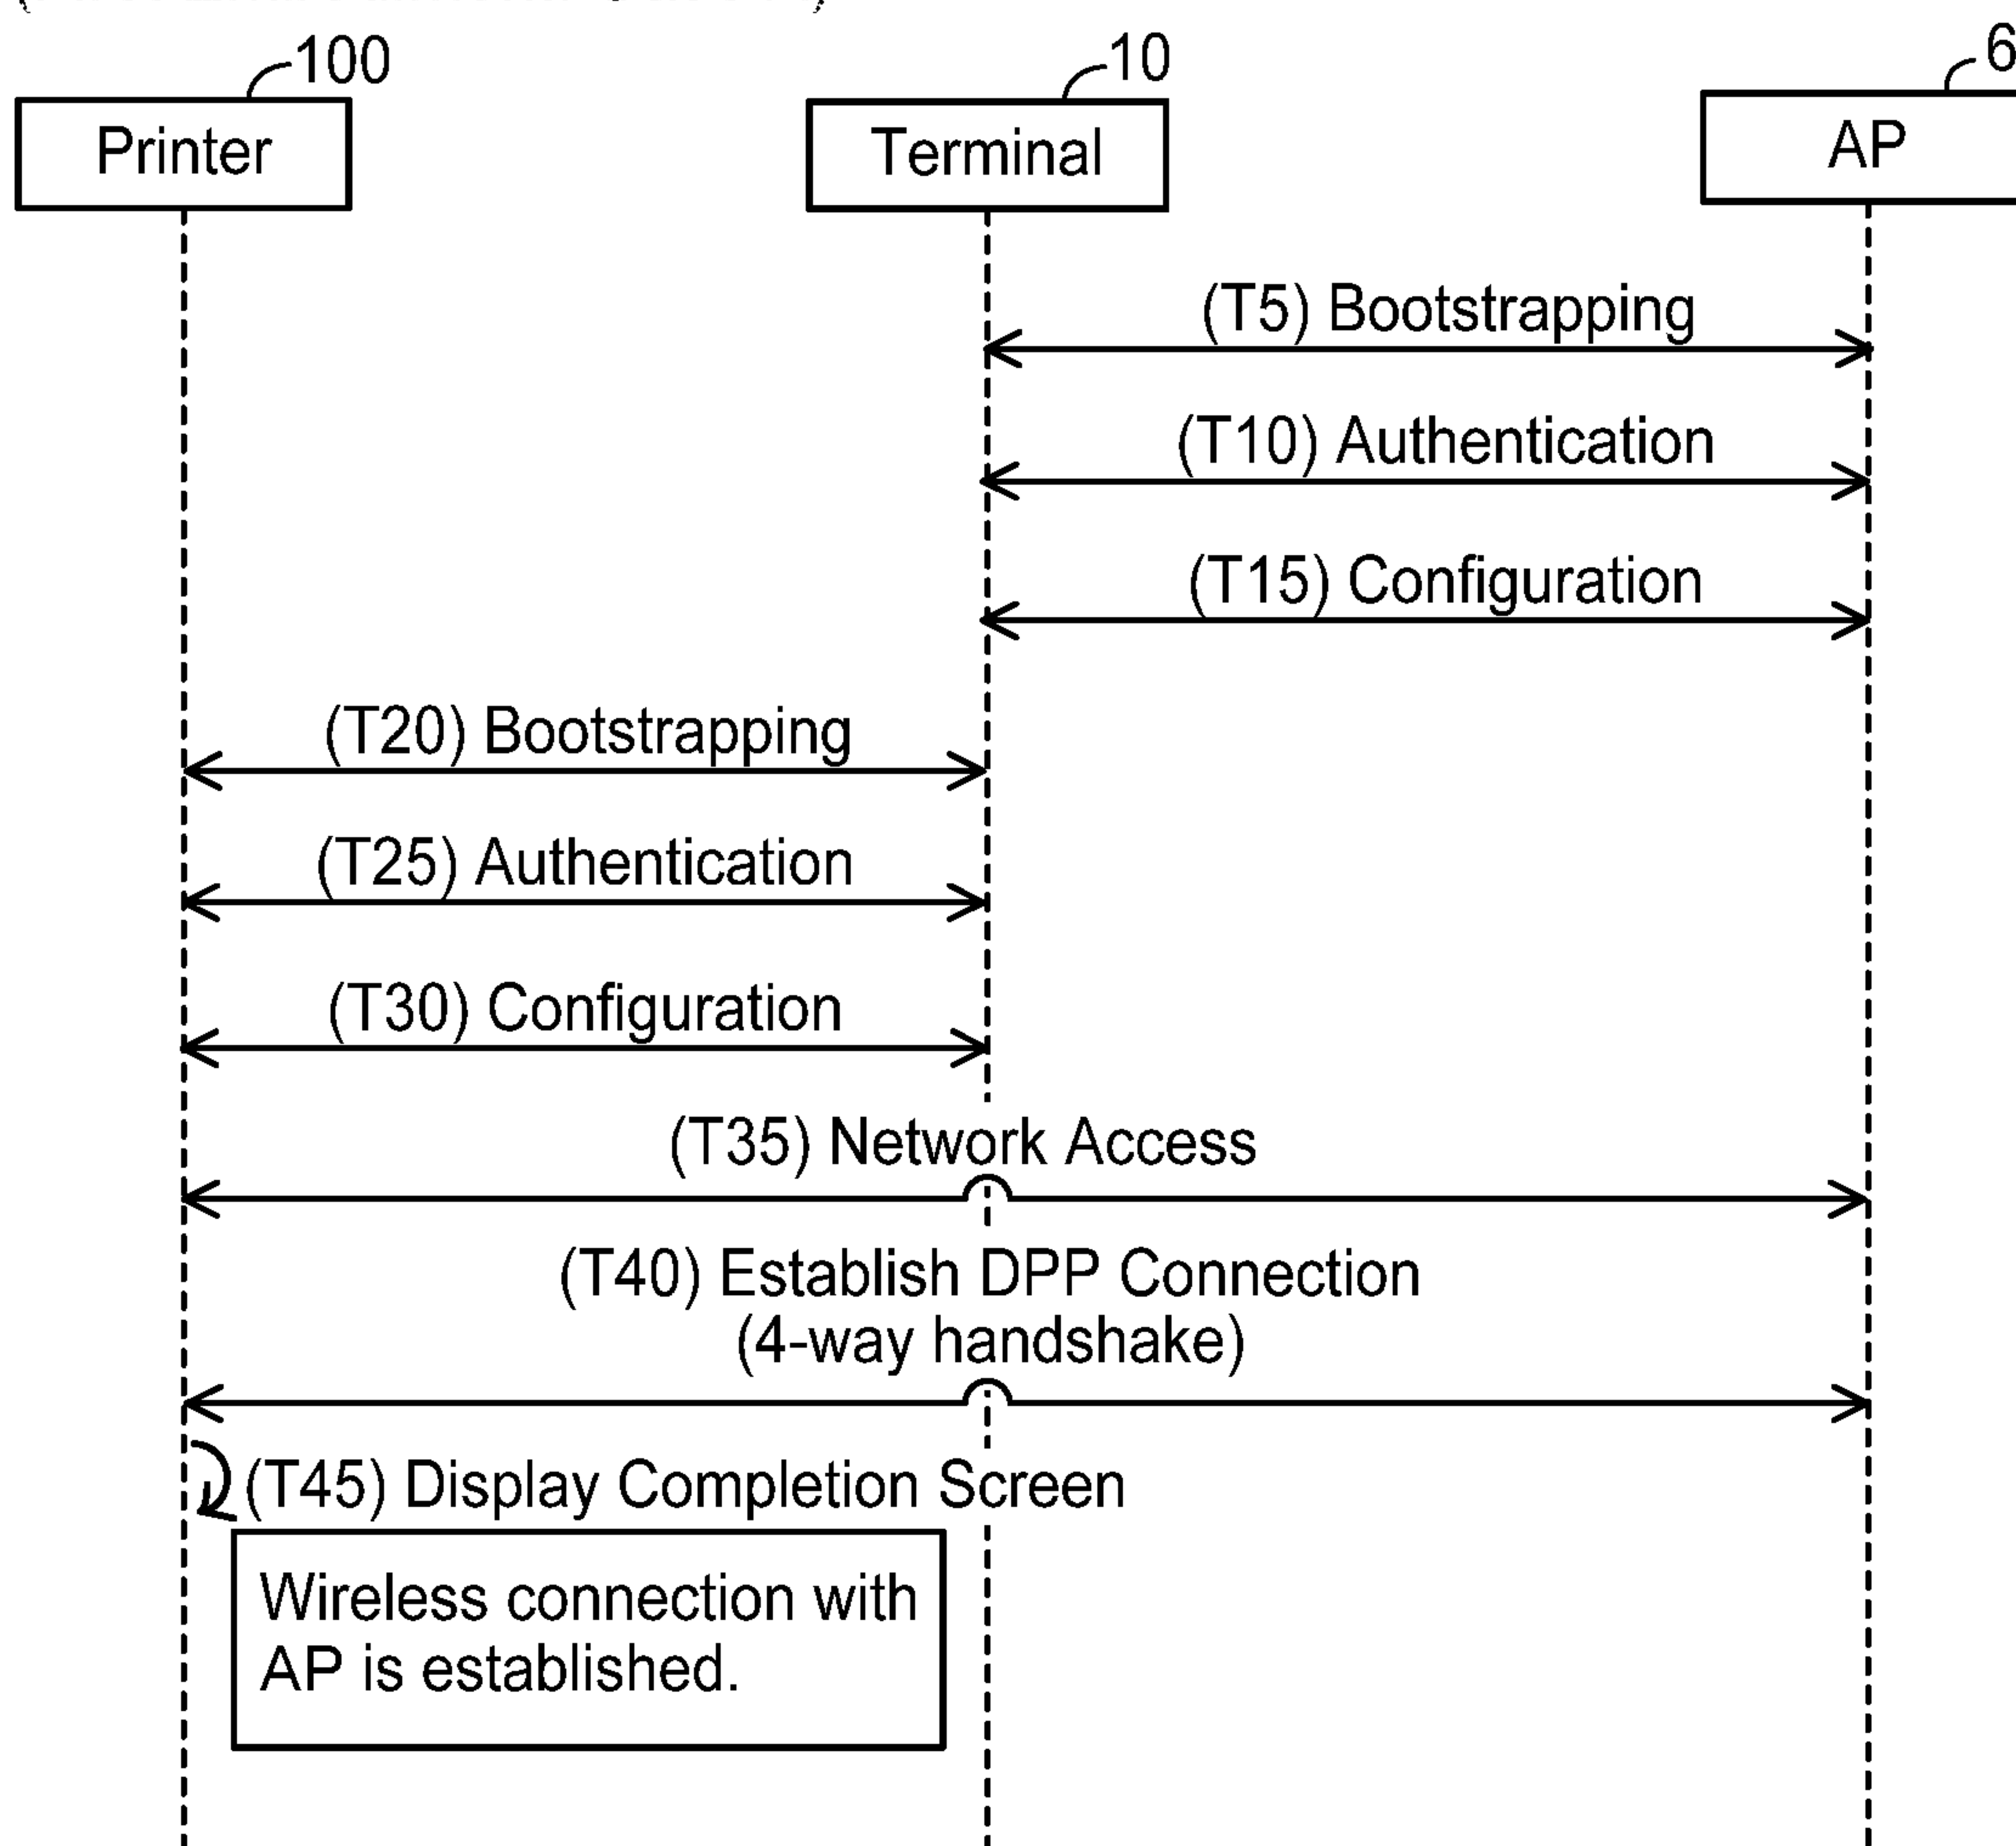 100
10
6
Printer
Terminal
AP
(T5) Bootstrapping
(T10) Authentication
(T15) Configuration
(T20) Bootstrapping
(T25) Authentication
(T30) Configuration
(T35) Network Access
(T40) Establish DPP Connection
(4-way handshake)
(T45) Display Completion Screen
Wireless connection with
AP is established.